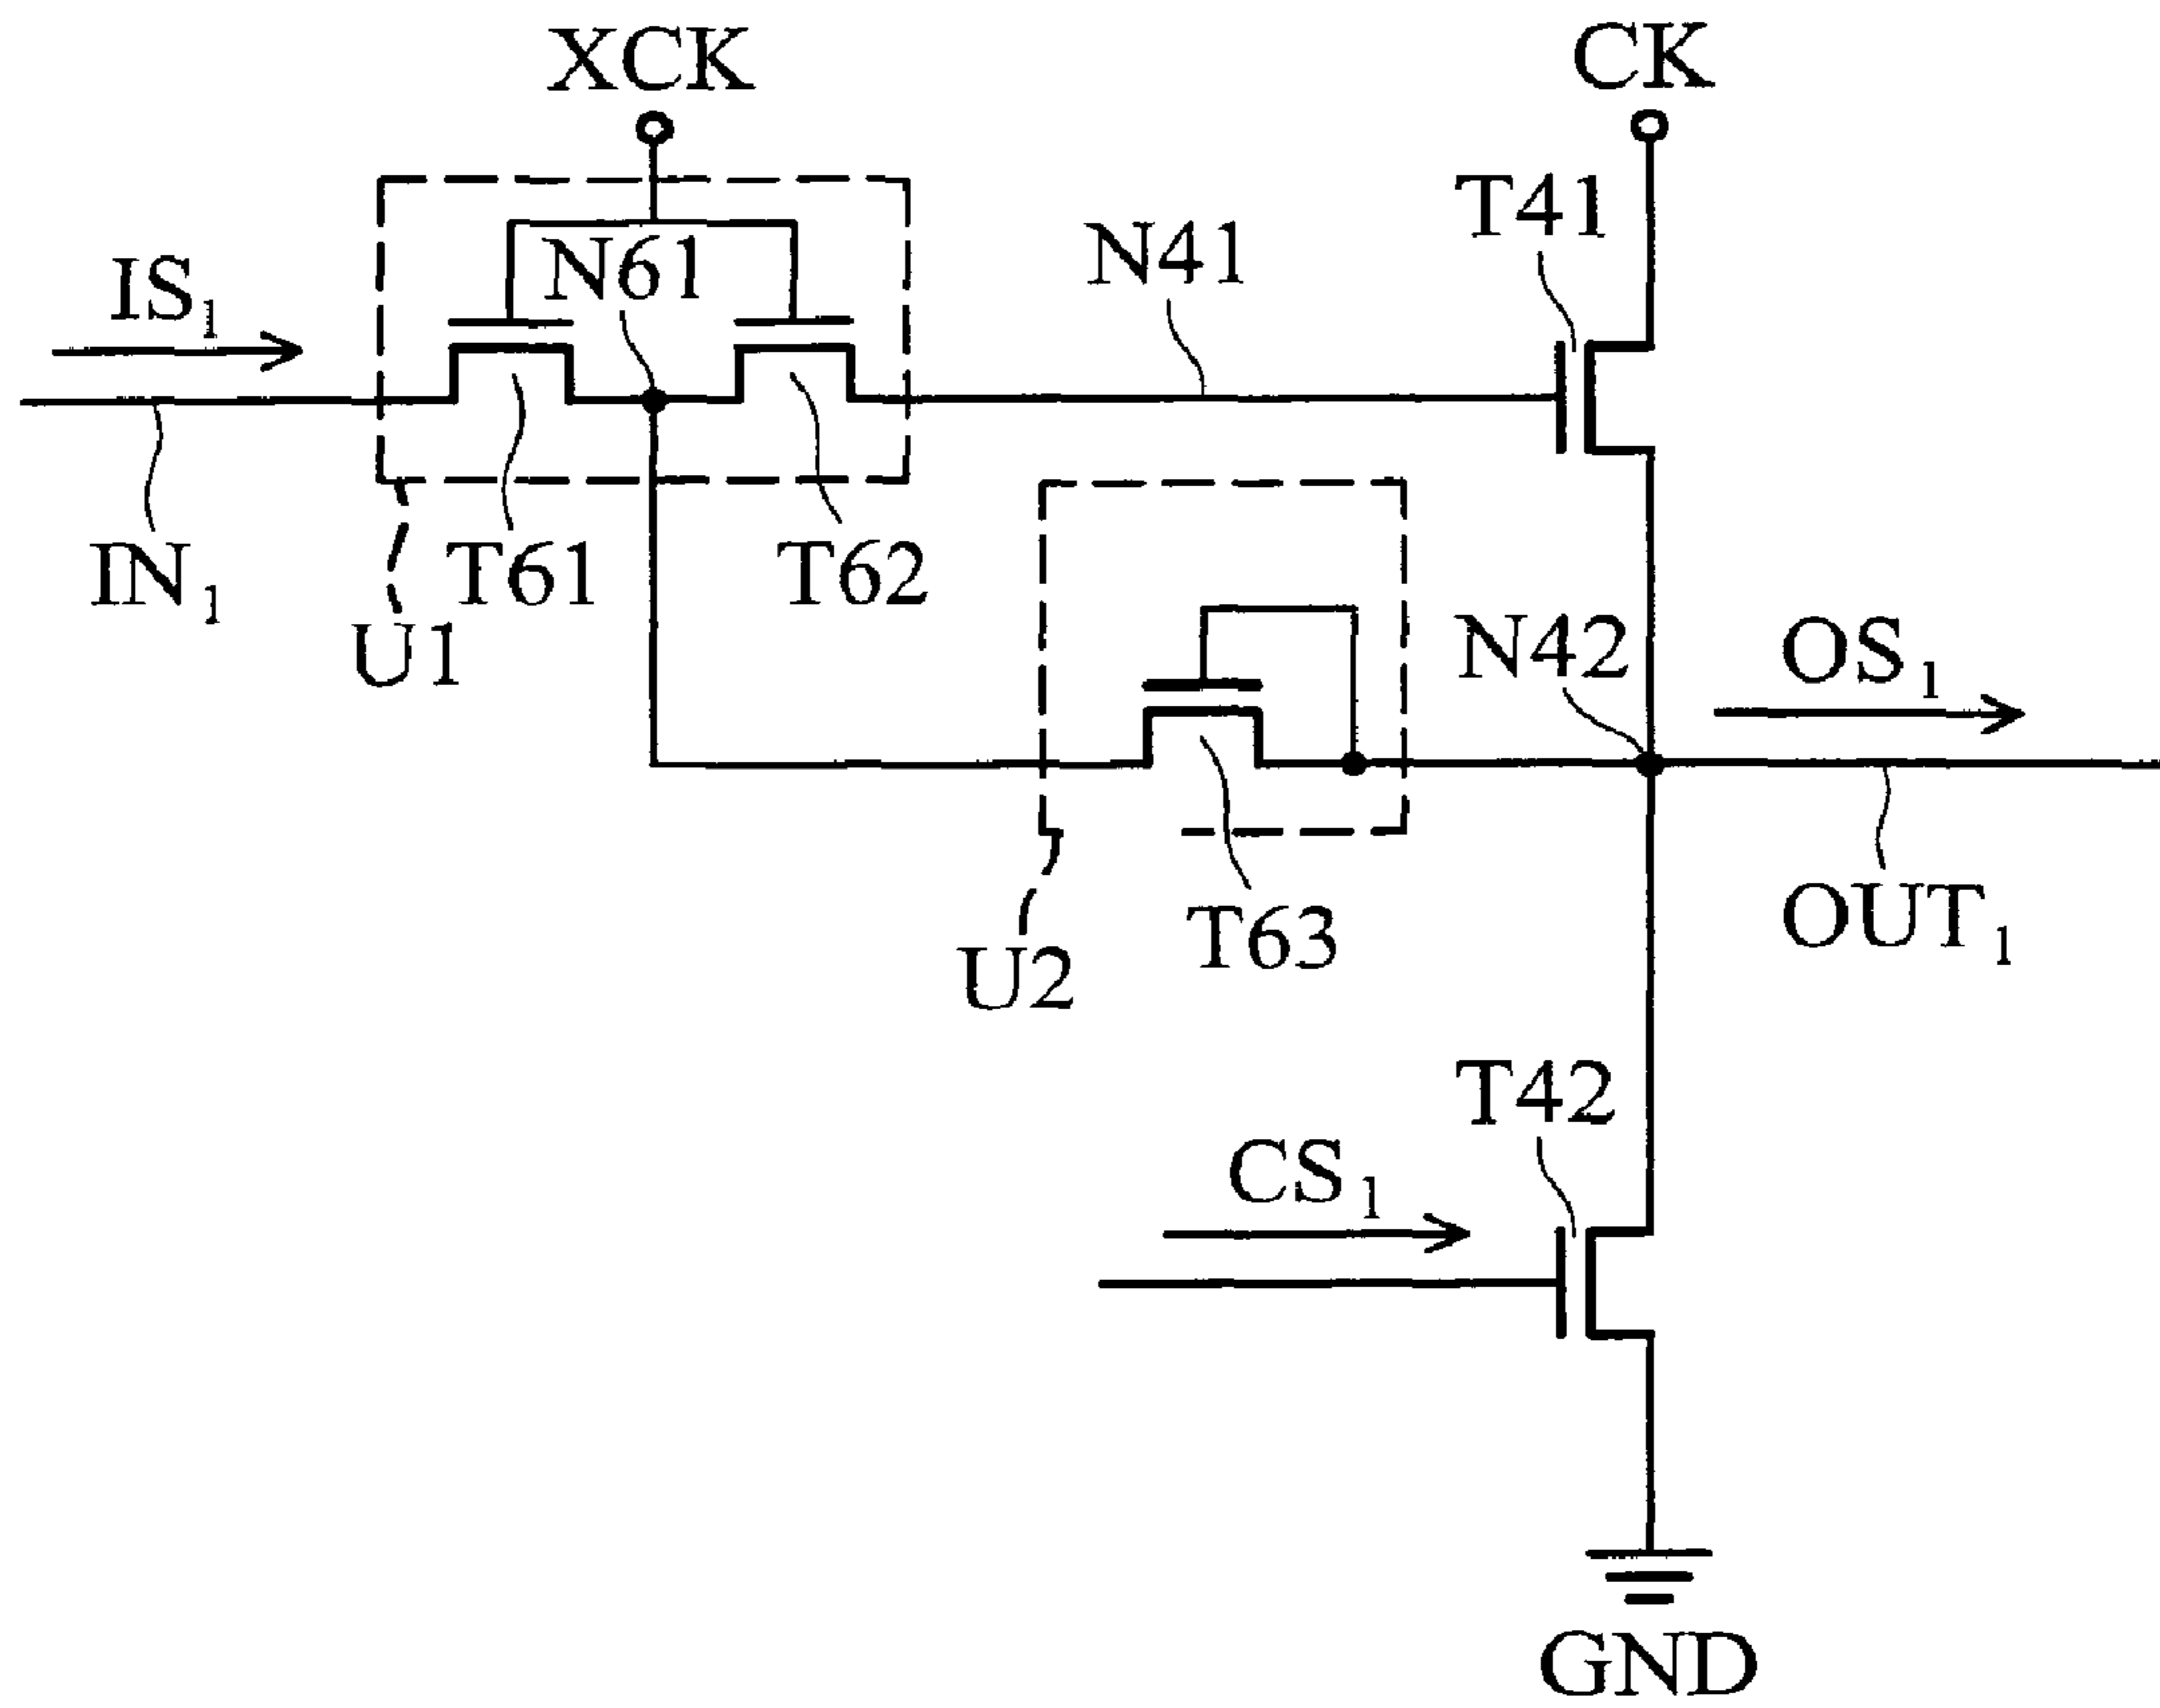 XCK
CK
T41
IS1
N61
N41
IN1
T61
T62
U1
N42
OS1
T63
OUT1
U2
T42
CS1
GND